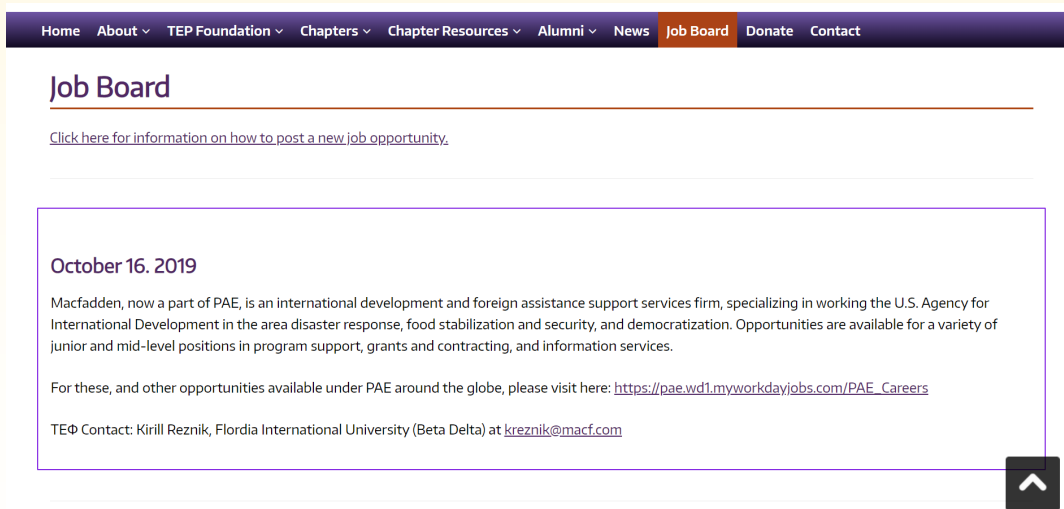 Home About TEP Foundation Chapters Chapter Resources Alumni News Job Board Donate Contact
Job Board
Click here for information on how to post a new job opportunity.
October 16. 2019
Macfadden, now a part of PAE, is an international development and foreign assistance support services firm, specializing in working the U.S. Agency for
International Development in the area disaster response, food stabilization and security, and democratization. Opportunities are available for a variety of
junior and mid-level positions in program support, grants and contracting, and information services.
For these, and other opportunities available under PAE around the globe, please visit here: https://pae.wd1.myworkdayjobs.com/PAE_Careers
ΤΕΦ Contact: Kirill Reznik, Flordia International University (Beta Delta) at kreznik@macf.com